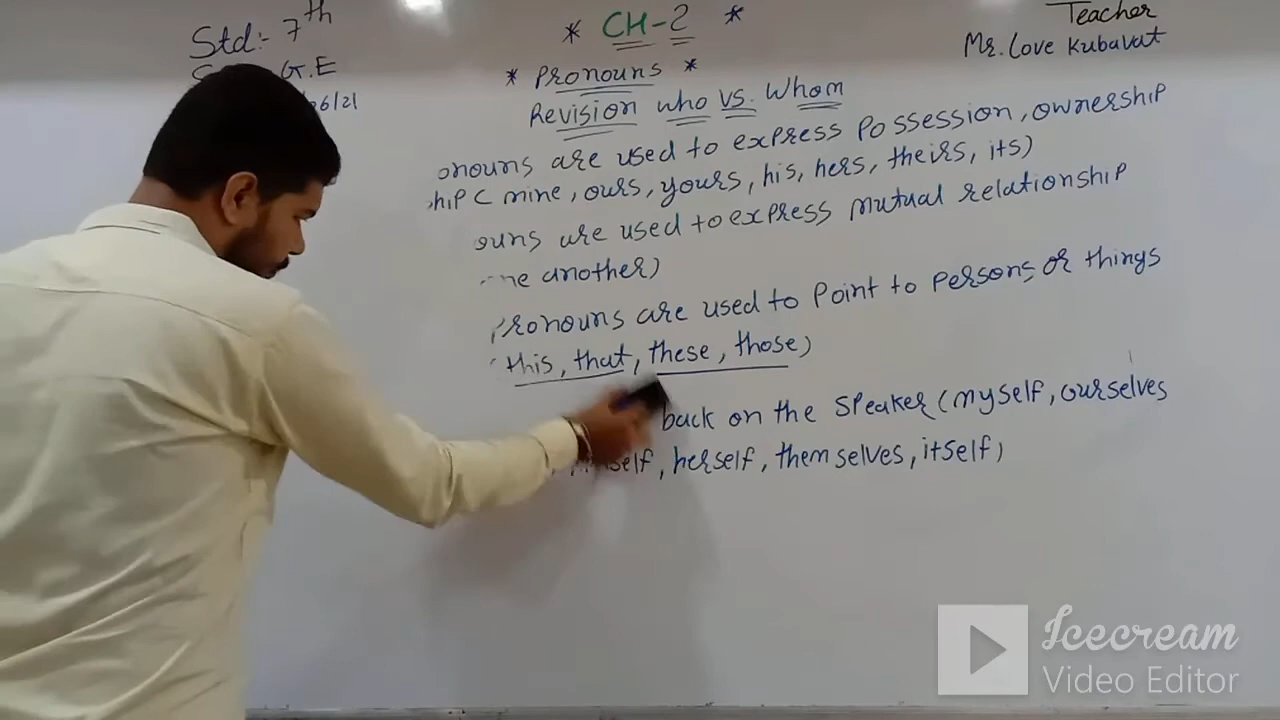 Std:- 7th
* CH-2 *
Teacher
Mr. Love Kubavat
G.E
* Pronouns *
Revision who vs. Whom
onouns are used to express possession, ownership
hip ( mine, ours, yours, his, hers, theirs, its)
ouns are used to express mutual relationship
ne another)
Pronouns are used to point to persons or things
( this, that, these, those)
back on the speaker (myself, ourselves
self, herself, themselves, itself)
Icecream
Video Editor